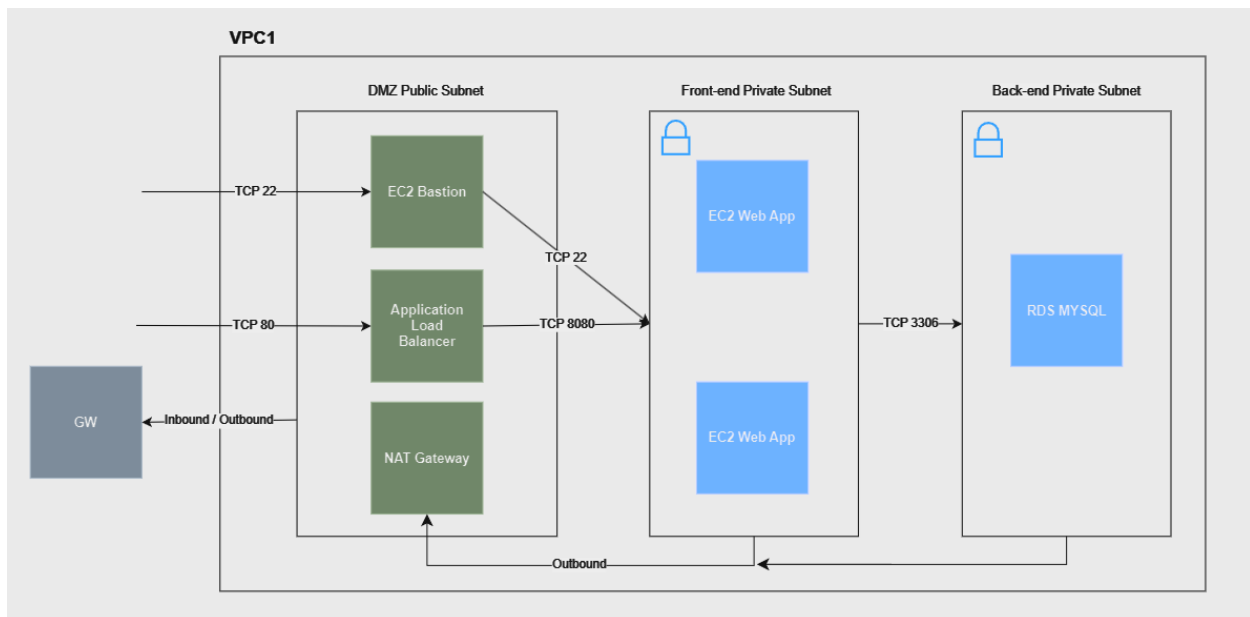 VPC1
DMZ Public Subnet
Front-end Private Subnet
Back-end Private Subnet
TCP 22
EC2 Bastion
EC2 Web App
TCP 22
TCP 80
Application
Load
Balancer
TCP 8080
TCP 3306
RDS MYSQL
GW
Inbound / Outbound
NAT Gateway
EC2 Web App
Outbound